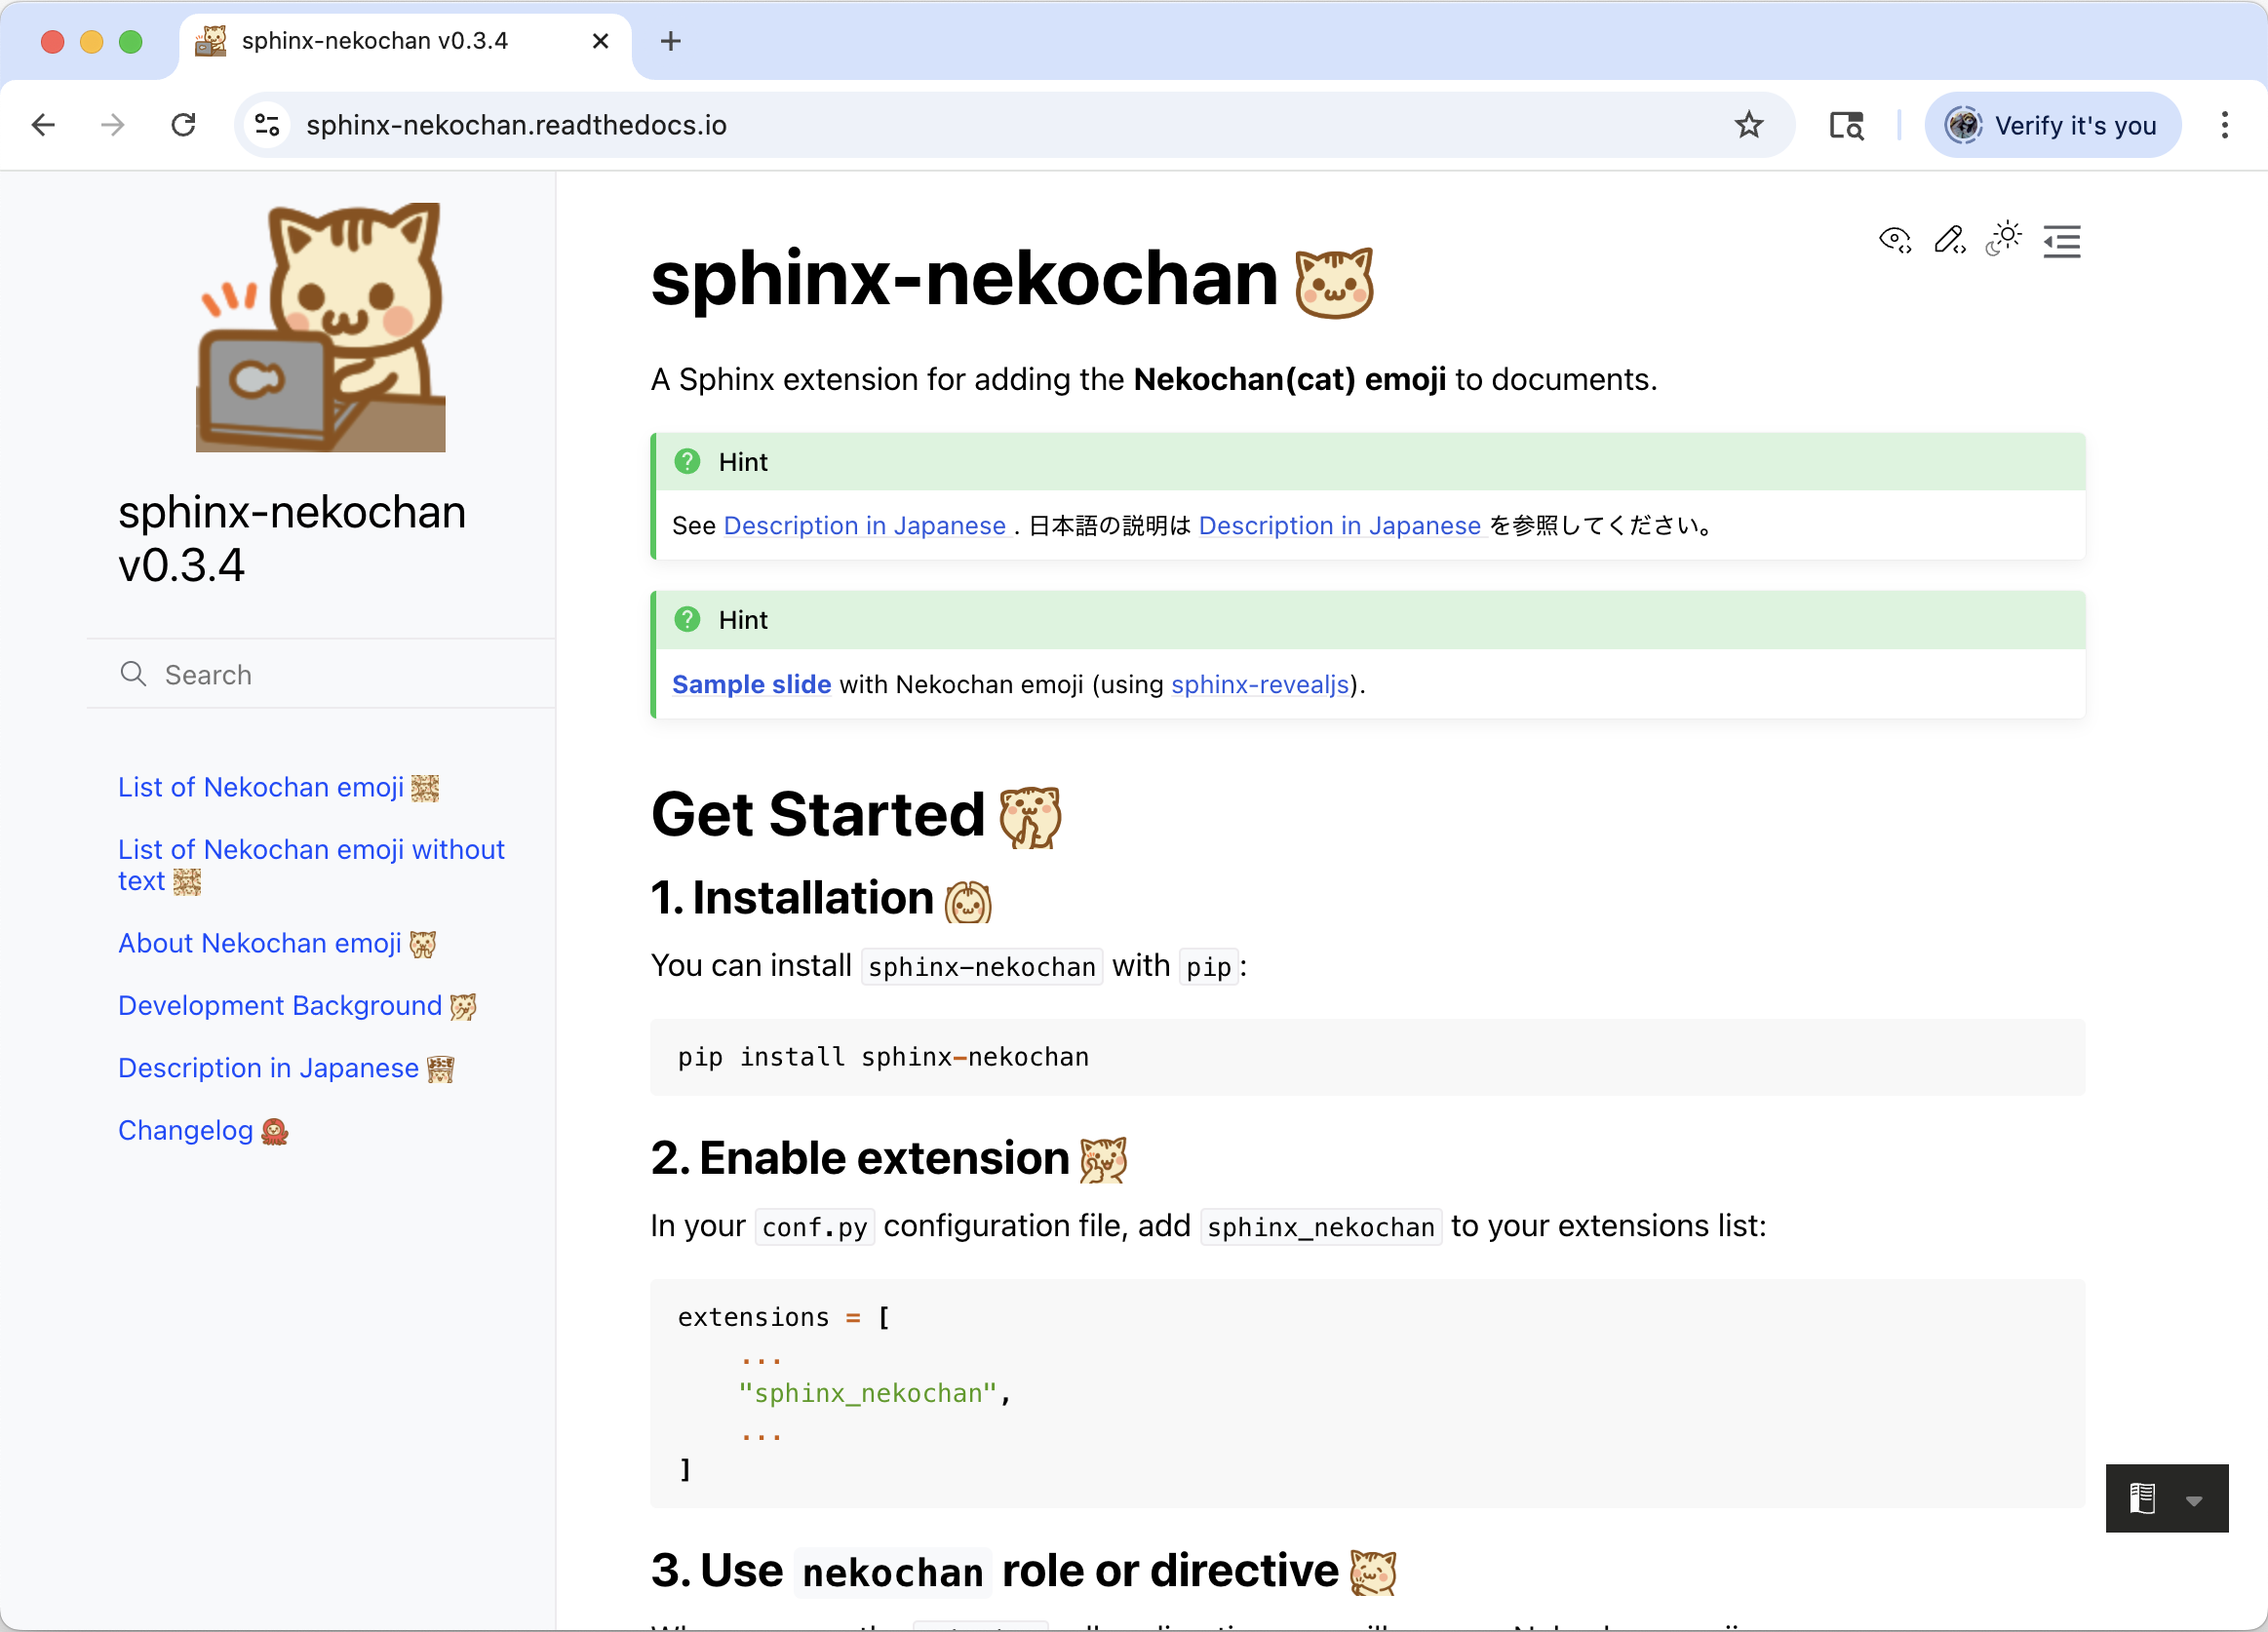 sphinx-nekochan v0.3.4
sphinx-nekochan.readthedocs.io
Verify it's you
sphinx-nekochan
v0.3.4
Search
List of Nekochan emoji
List of Nekochan emoji without
text
About Nekochan emoji
Development Background
Description in Japanese
Changelog
sphinx-nekochan
A Sphinx extension for adding the Nekochan(cat) emoji to documents.
Hint
See Description in Japanese . 日本語の説明は Description in Japanese を参照してください。
Hint
Sample slide with Nekochan emoji (using sphinx-revealjs).
Get Started
1. Installation
You can install sphinx-nekochan with pip:
pip install sphinx-nekochan
2. Enable extension
In your conf.py configuration file, add sphinx_nekochan to your extensions list:
extensions = [
...
"sphinx_nekochan",
...
]
3. Use nekochan role or directive